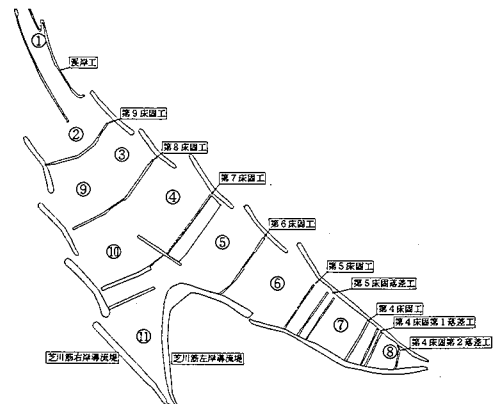 ①
護岸工
第9床固工
②
③
第8床固工
④
第7床固工
⑨
⑤
第6床固工
⑩
⑥
第5床固工
第5床固落差工
⑦
第4床固工
第4床固第1落差工
第4床固第2落差工
⑧
⑪
芝川筋右岸導流堤
芝川筋左岸導流堤